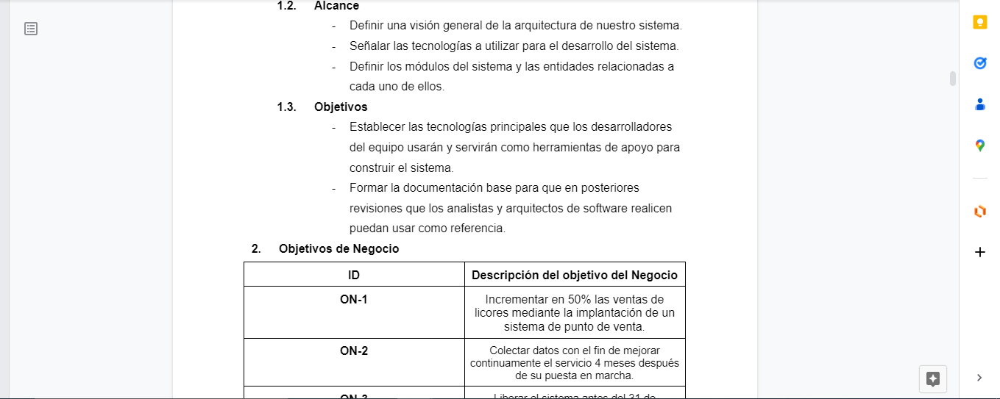 1.2. Alcance
- Definir una visión general de la arquitectura de nuestro sistema.
- Señalar las tecnologías a utilizar para el desarrollo del sistema.
- Definir los módulos del sistema y las entidades relacionadas a
cada uno de ellos.
1.3. Objetivos
- Establecer las tecnologías principales que los desarrolladores
del equipo usarán y servirán como herramientas de apoyo para
construir el sistema.
- Formar la documentación base para que en posteriores
revisiones que los analistas y arquitectos de software realicen
puedan usar como referencia.
2. Objetivos de Negocio
ID Descripción del objetivo del Negocio
ON-1
Incrementar en 50% las ventas de
licores mediante la implantación de un
sistema de punto de venta.
ON-2
Colectar datos con el fin de mejorar
continuamente el servicio 4 meses después
de su puesta en marcha.
ON-3 Liberar el sistema antes del 31 de